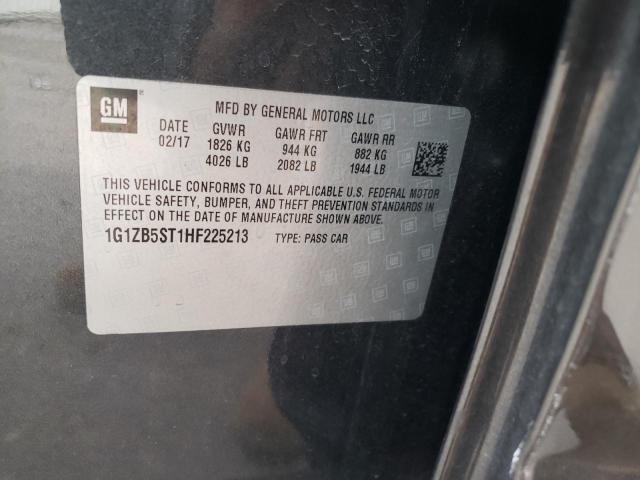 GM
MFD BY GENERAL MOTORS LLC
DATE GVWR GAWR FRT GAWR RR
02/17 1826 KG 944 KG 882 KG
4026 LB 2082 LB 1944 LB
THIS VEHICLE CONFORMS TO ALL APPLICABLE U.S. FEDERAL MOTOR
VEHICLE SAFETY, BUMPER, AND THEFT PREVENTION STANDARDS IN
EFFECT ON THE DATE OF MANUFACTURE SHOWN ABOVE.
1G1ZB5ST1HF225213 TYPE: PASS CAR